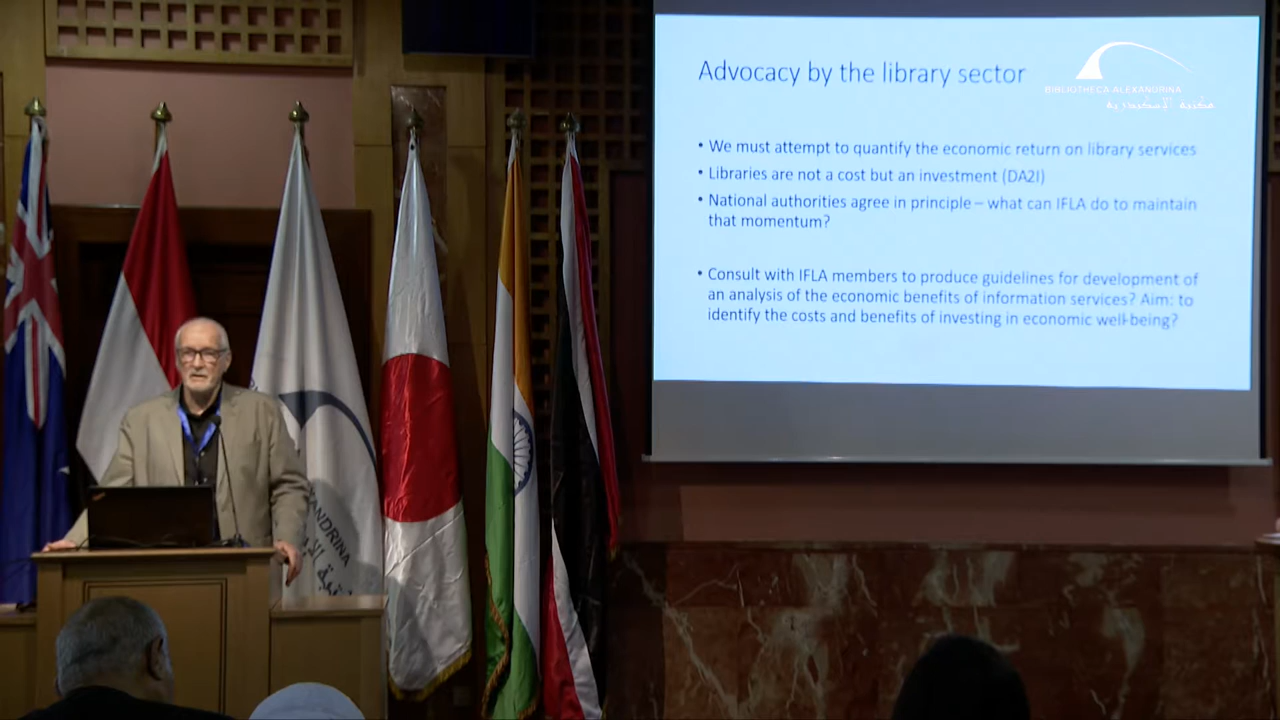 Advocacy by the library sector
BIBLIOTHECA ALEXANDRINA
مكتبة الإسكندرية
• We must attempt to quantify the economic return on library services
• Libraries are not a cost but an investment (DA2I)
• National authorities agree in principle – what can IFLA do to maintain
that momentum?
• Consult with IFLA members to produce guidelines for development of
an analysis of the economic benefits of information services? Aim: to
identify the costs and benefits of investing in economic well-being?
ANDRINA